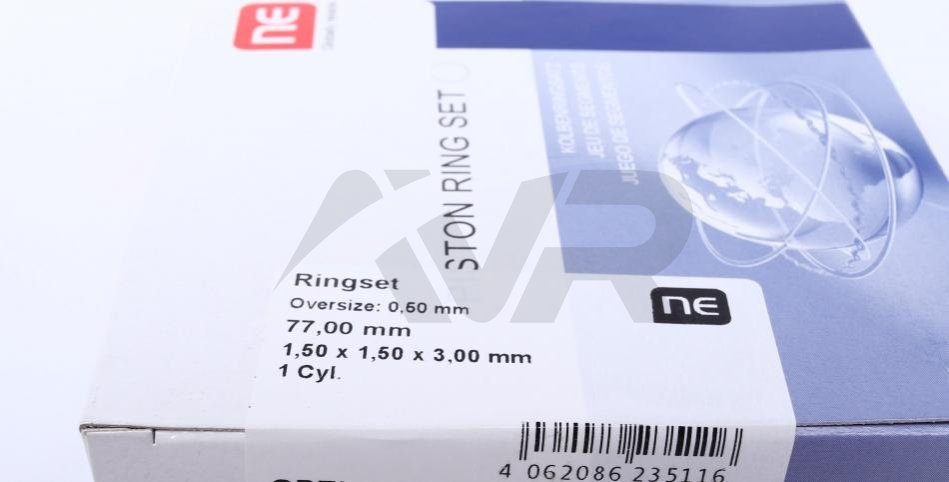 ne
STON RING SET
KOLBENRINGSATZ
JEU DE SEGMENTS
JUEGO DE SEGMENTOS
Ringset
Oversize: 0,50 mm
77,00 mm
1,50 x 1,50 x 3,00 mm
1 Cyl.
ne
4 062086 235116